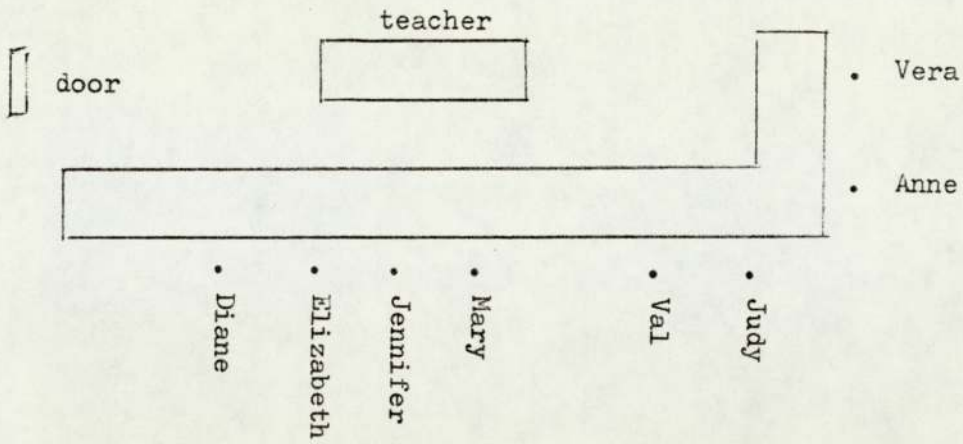 teacher
door
Vera
Anne
Diane
Elizabeth
Jennifer
Mary
Val
Judy